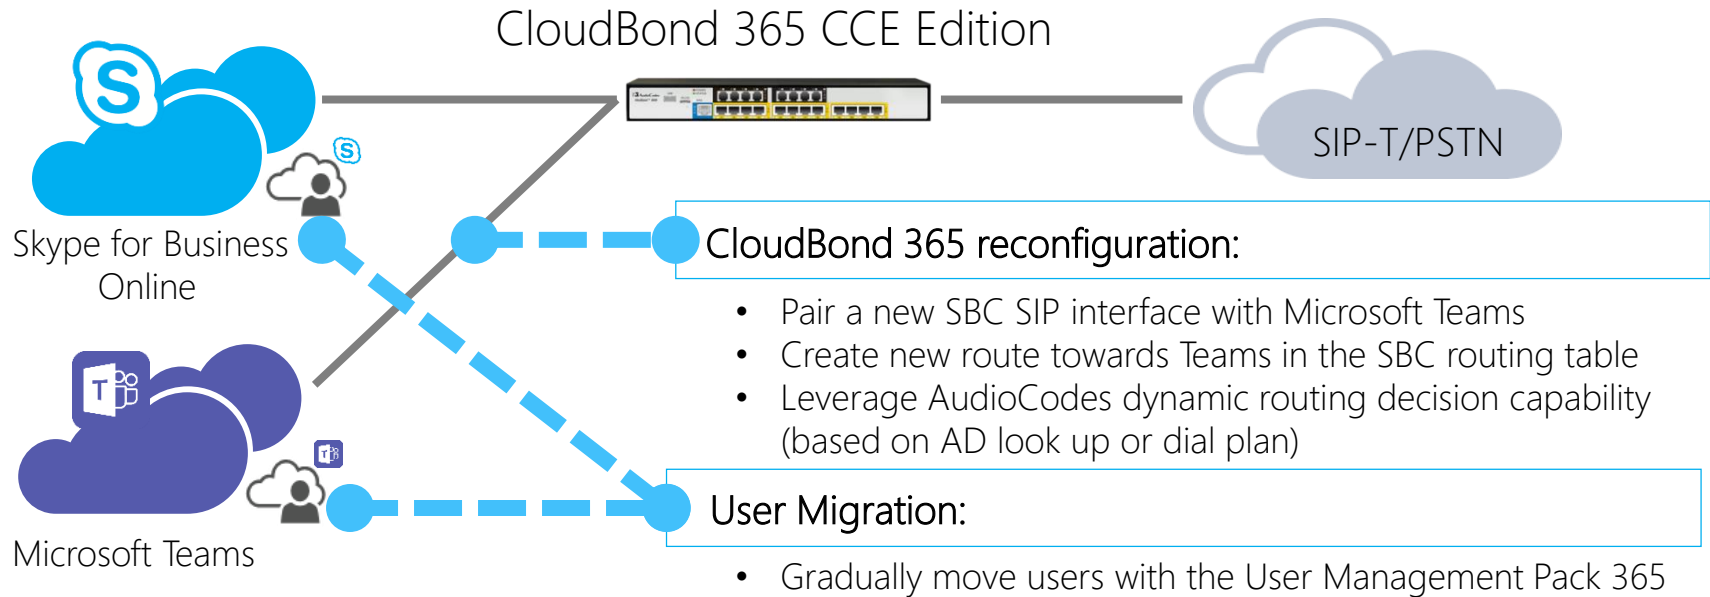 CloudBond 365 CCE Edition
S
S
AudioCodes
SIP-T/PSTN
Skype for Business
Online
CloudBond 365 reconfiguration:
• Pair a new SBC SIP interface with Microsoft Teams
• Create new route towards Teams in the SBC routing table
• Leverage AudioCodes dynamic routing decision capability
(based on AD look up or dial plan)
T
T
Microsoft Teams
User Migration:
• Gradually move users with the User Management Pack 365